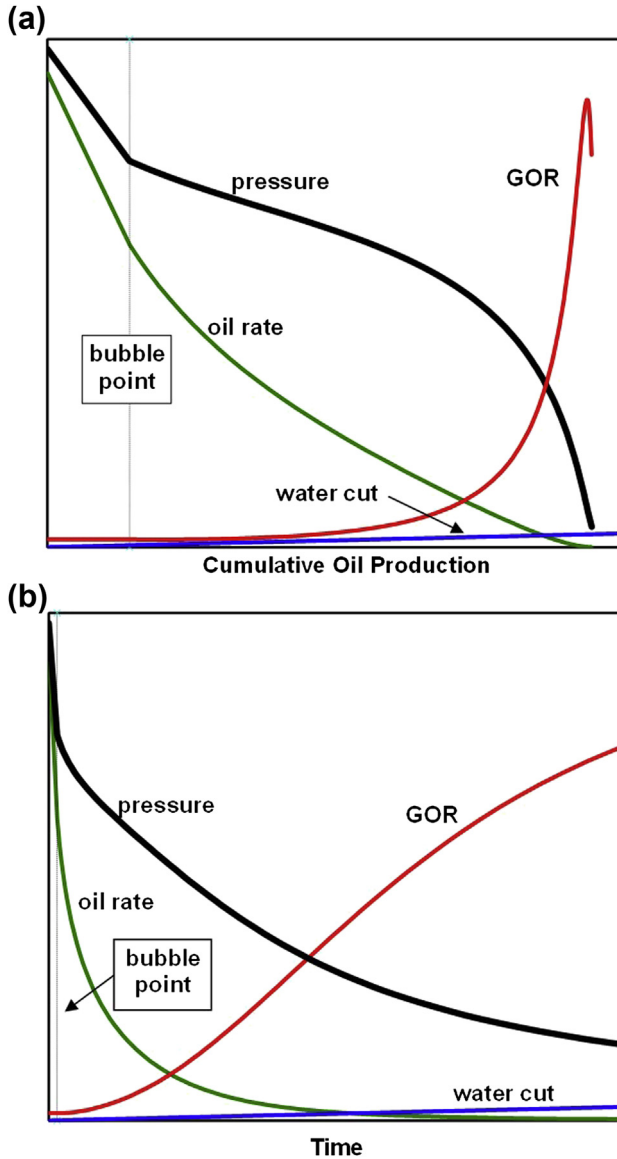 (a)
pressure
GOR
oil rate
bubble
point
water cut
Cumulative Oil Production
(b)
pressure
GOR
oil rate
bubble
point
water cut
Time